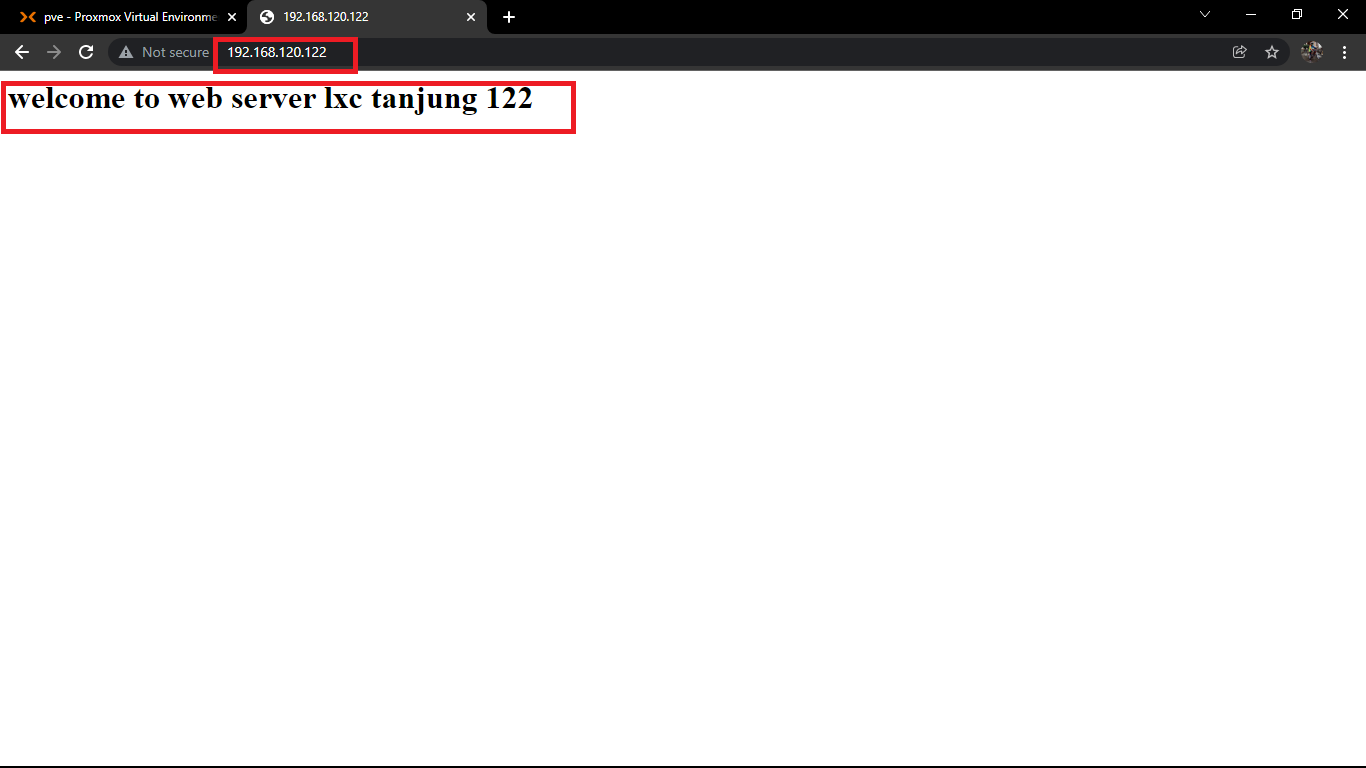 pve - Proxmox Virtual Environme
192.168.120.122
Not secure
192.168.120.122
welcome to web server lxc tanjung 122